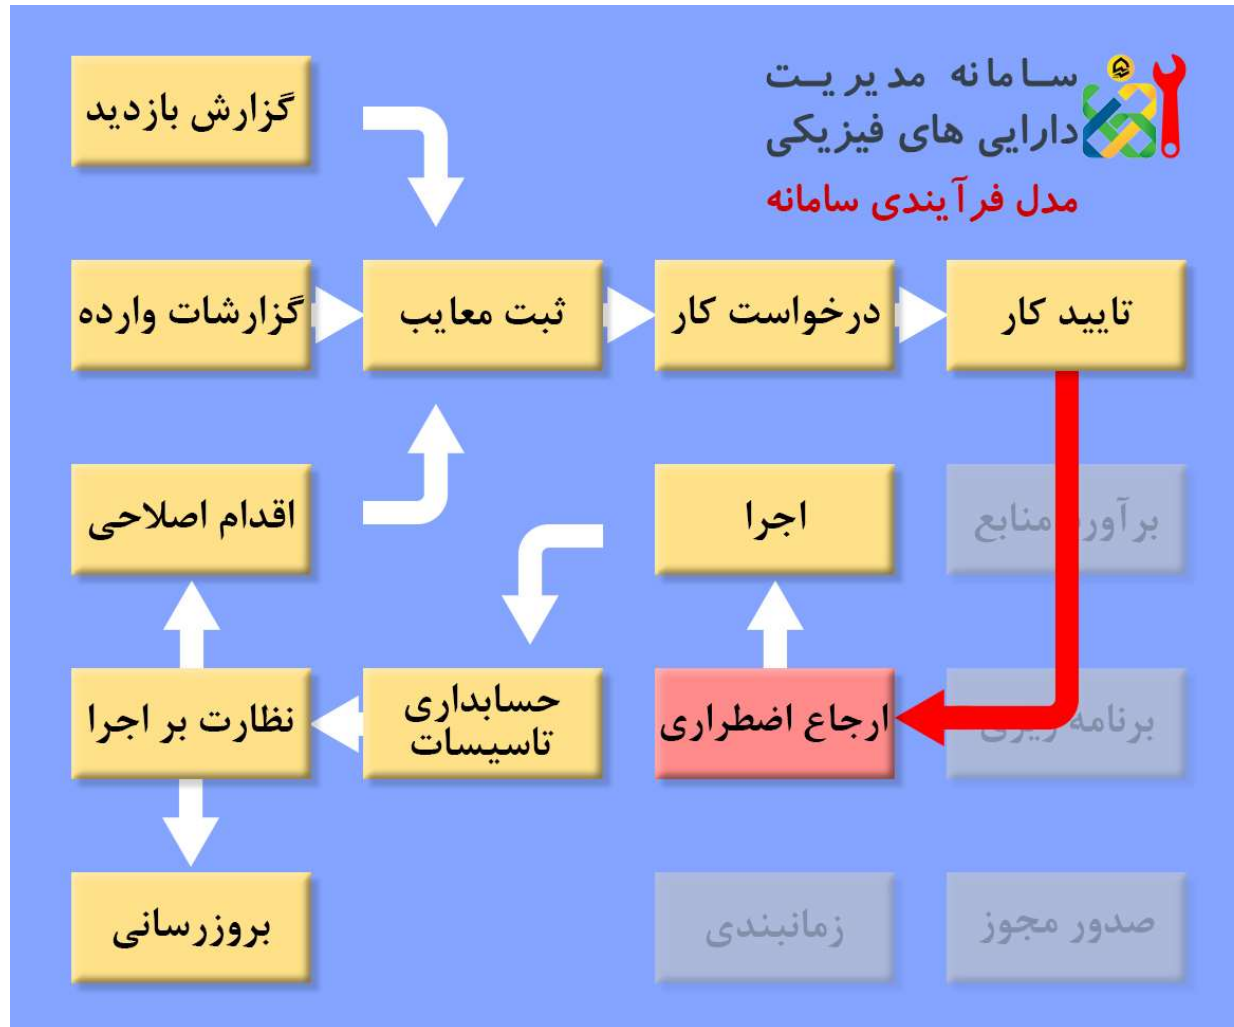 سامانه مدیریت
دارایی های فیزیکی
مدل فرآیندی سامانه
گزارش بازدید
گزارشات وارده
ثبت معایب
درخواست کار
تایید کار
اقدام اصلاحی
اجرا
برآورد منابع
نظارت بر اجرا
حسابداری
تاسیسات
ارجاع اضطراری
برنامه ریزی
بروزرسانی
زمانبندی
صدور مجوز